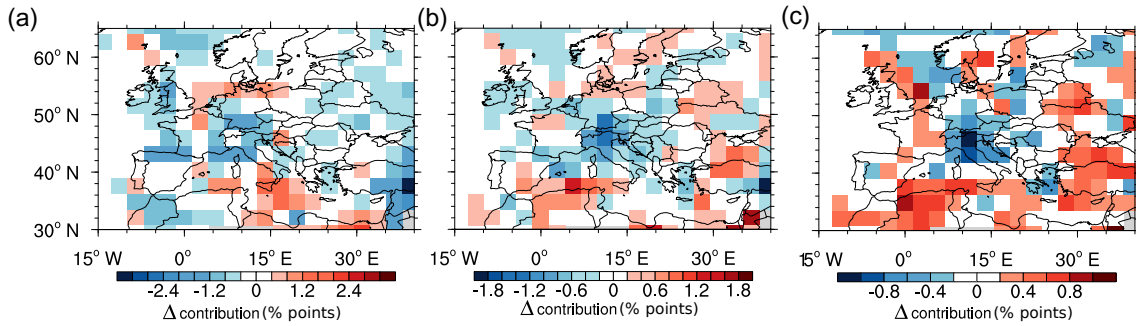 (a) (b) (c)
60° N
50° N
40° N
30° N
15° W 0° 15° E 30° E 15° W 0° 15° E 30° E 15° W 0° 15° E 30° E
-2.4 -1.2 0 1.2 2.4 -1.8 -1.2 -0.6 0 0.6 1.2 1.8 -0.8 -0.4 0 0.4 0.8
Δ contribution (% points) Δ contribution (% points) Δ contribution (% points)